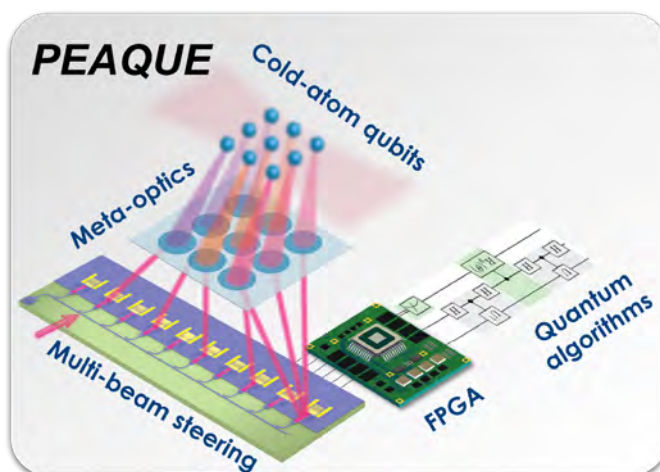 PEAQUE
Cold-atom qubits
Meta-optics
Multi-beam steering
FPGA
Quantum
algorithms